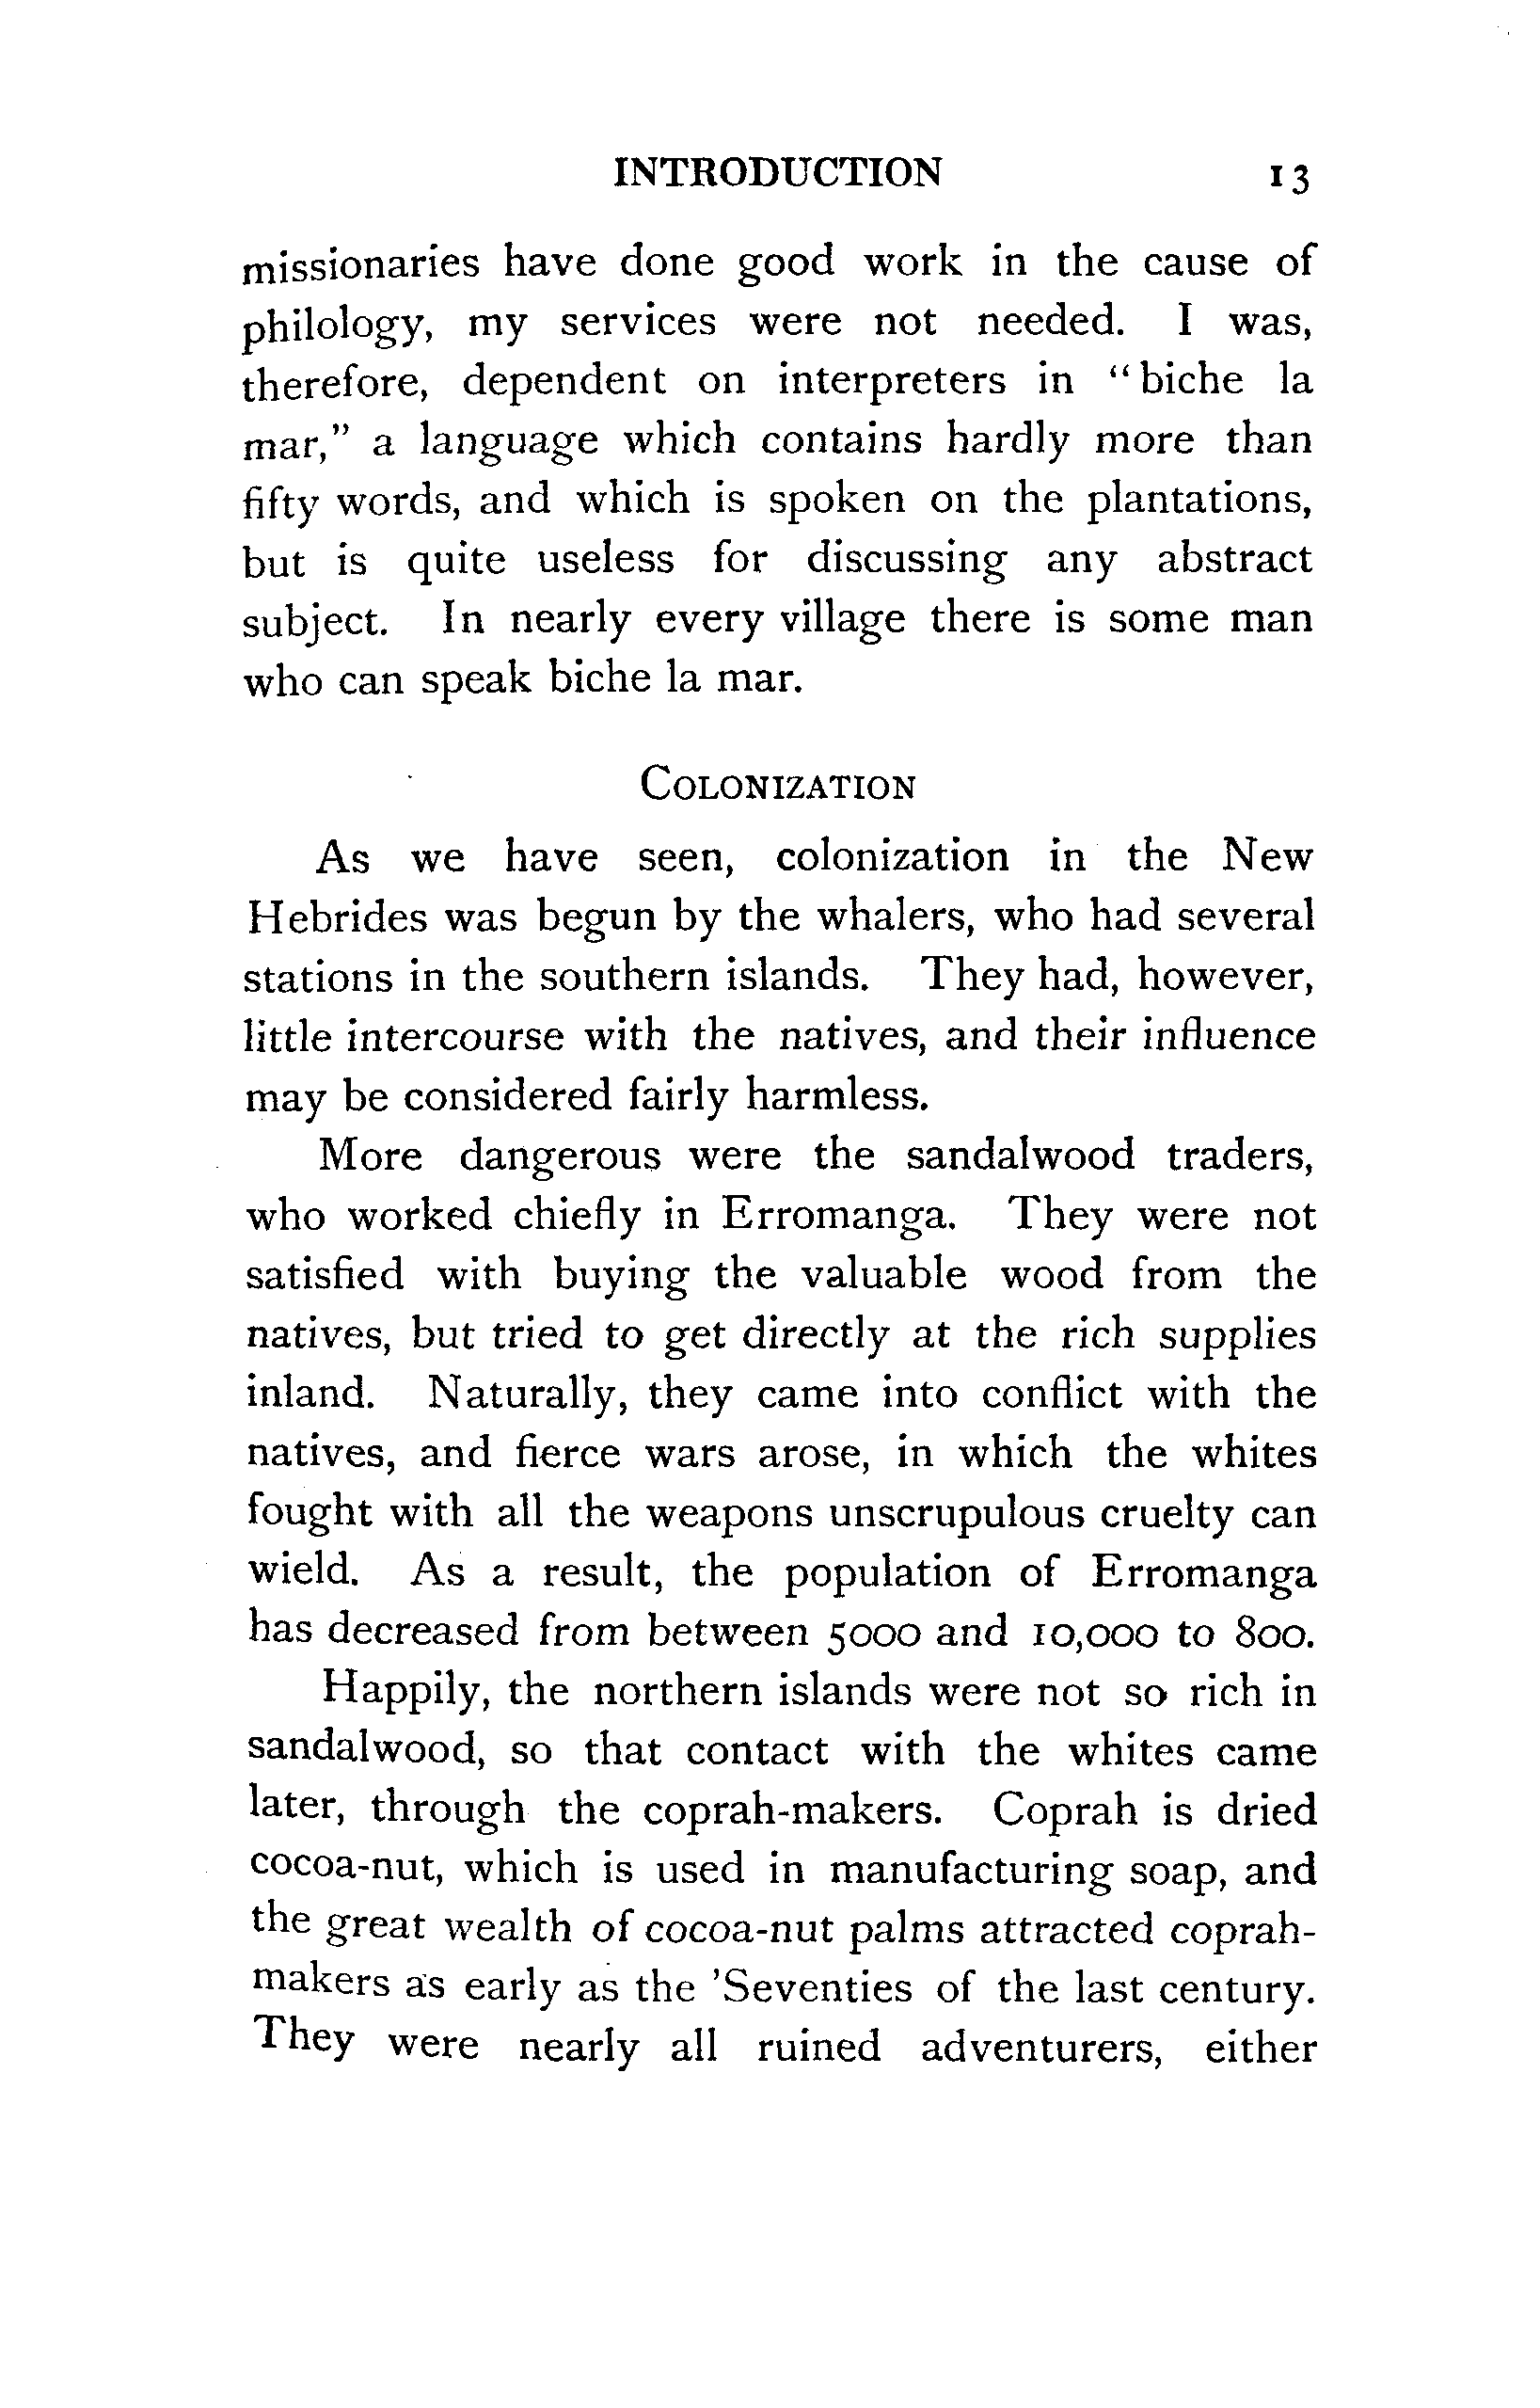 INTRODUCTION 13
missionaries have done good work in the cause of
philology, my services were not needed. I was,
therefore, dependent on interpreters in “biche la
mar,” a language which contains hardly more than
fifty words, and which is spoken on the plantations,
but is quite useless for discussing any abstract
subject. In nearly every village there is some man
who can speak biche la mar.
COLONIZATION
As we have seen, colonization in the New
Hebrides was begun by the whalers, who had several
stations in the southern islands. They had, however,
little intercourse with the natives, and their influence
may be considered fairly harmless.
More dangerous were the sandalwood traders,
who worked chiefly in Erromanga. They were not
satisfied with buying the valuable wood from the
natives, but tried to get directly at the rich supplies
inland. Naturally, they came into conflict with the
natives, and fierce wars arose, in which the whites
fought with all the weapons unscrupulous cruelty can
wield. As a result, the population of Erromanga
has decreased from between 5000 and 10,000 to 800.
Happily, the northern islands were not so rich in
sandalwood, so that contact with the whites came
later, through the coprah-makers. Coprah is dried
cocoa-nut, which is used in manufacturing soap, and
the great wealth of cocoa-nut palms attracted coprah-
makers as early as the ’Seventies of the last century.
They were nearly all ruined adventurers, either